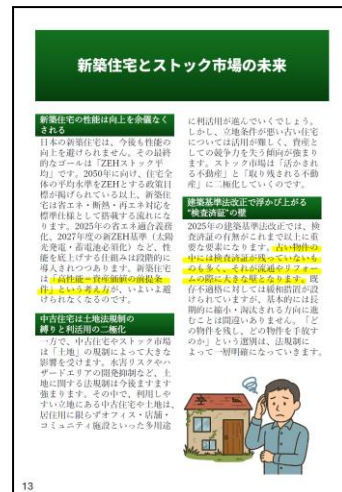 新築住宅とストック市場の未来
新築住宅の性能は向上を余儀なく
される
日本の新築住宅は、今後も性能の
向上を避けられません。その最終
的なゴールは「ZEHストック平
均」です。2050年に向け、住宅全
体の平均水準をZEHとする政策目
標が掲げられている以上、新築住
宅は省エネ・断熱・再エネ対応を
標準仕様として搭載する流れにな
ります。2025年の省エネ適合義務
化、2027年度の新ZEH基準（太陽
光発電・蓄電池必須化）など、性
能を底上げする仕組みは段階的に
導入されつつあります。新築住宅
は「高性能＝資産価値の前提条
件」という考え方が、いよいよ避
けられなくなるのです。
中古住宅は土地法規制の
縛りと利活用の二極化
一方で、中古住宅やストック市場
は「土地」の規制によって大きな
影響を受けます。水害リスクやハ
ザードエリアの開発抑制など、土
地に関する法規制は今後ますます
強まります。その中で、利用しや
すい立地にある中古住宅や土地は、
居住用に限らずオフィス・店舗・
コミュニティ施設といった多用途
に利活用が進んでいくでしょう。
しかし、立地条件が悪い古い住宅
については活用が難しく、資産と
しての競争力を失う傾向が強まり
ます。ストック市場は「活かされ
る不動産」と「取り残される不動
産」に二極化していくのです。
建築基準法改正で浮かび上がる
“検査済証”の壁
2025年の建築基準法改正では、検
査済証の有無がこれまで以上に重
要な要素になります。古い物件の
中には検査済証が残っていないも
のも多く、それが流通やリフォー
ムの際に大きな壁となります。既
存不適格に対しては緩和措置が設
けられていますが、基本的には長
期的に縮小・淘汰される方向に進
むことは間違いありません。「ど
の物件を残し、どの物件を手放す
のか」という選別は、法規制に
よって一層明確になっていきます。
13